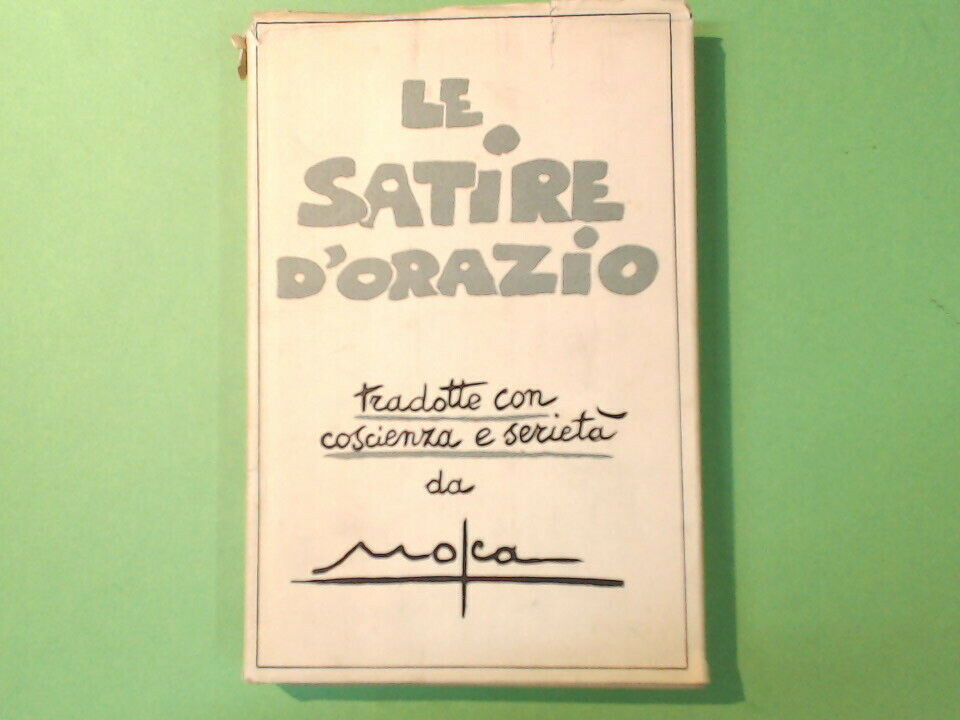 LE
SATIRE
D'ORAZIO
tradotte con
coscienza e serietà
da
Mosca